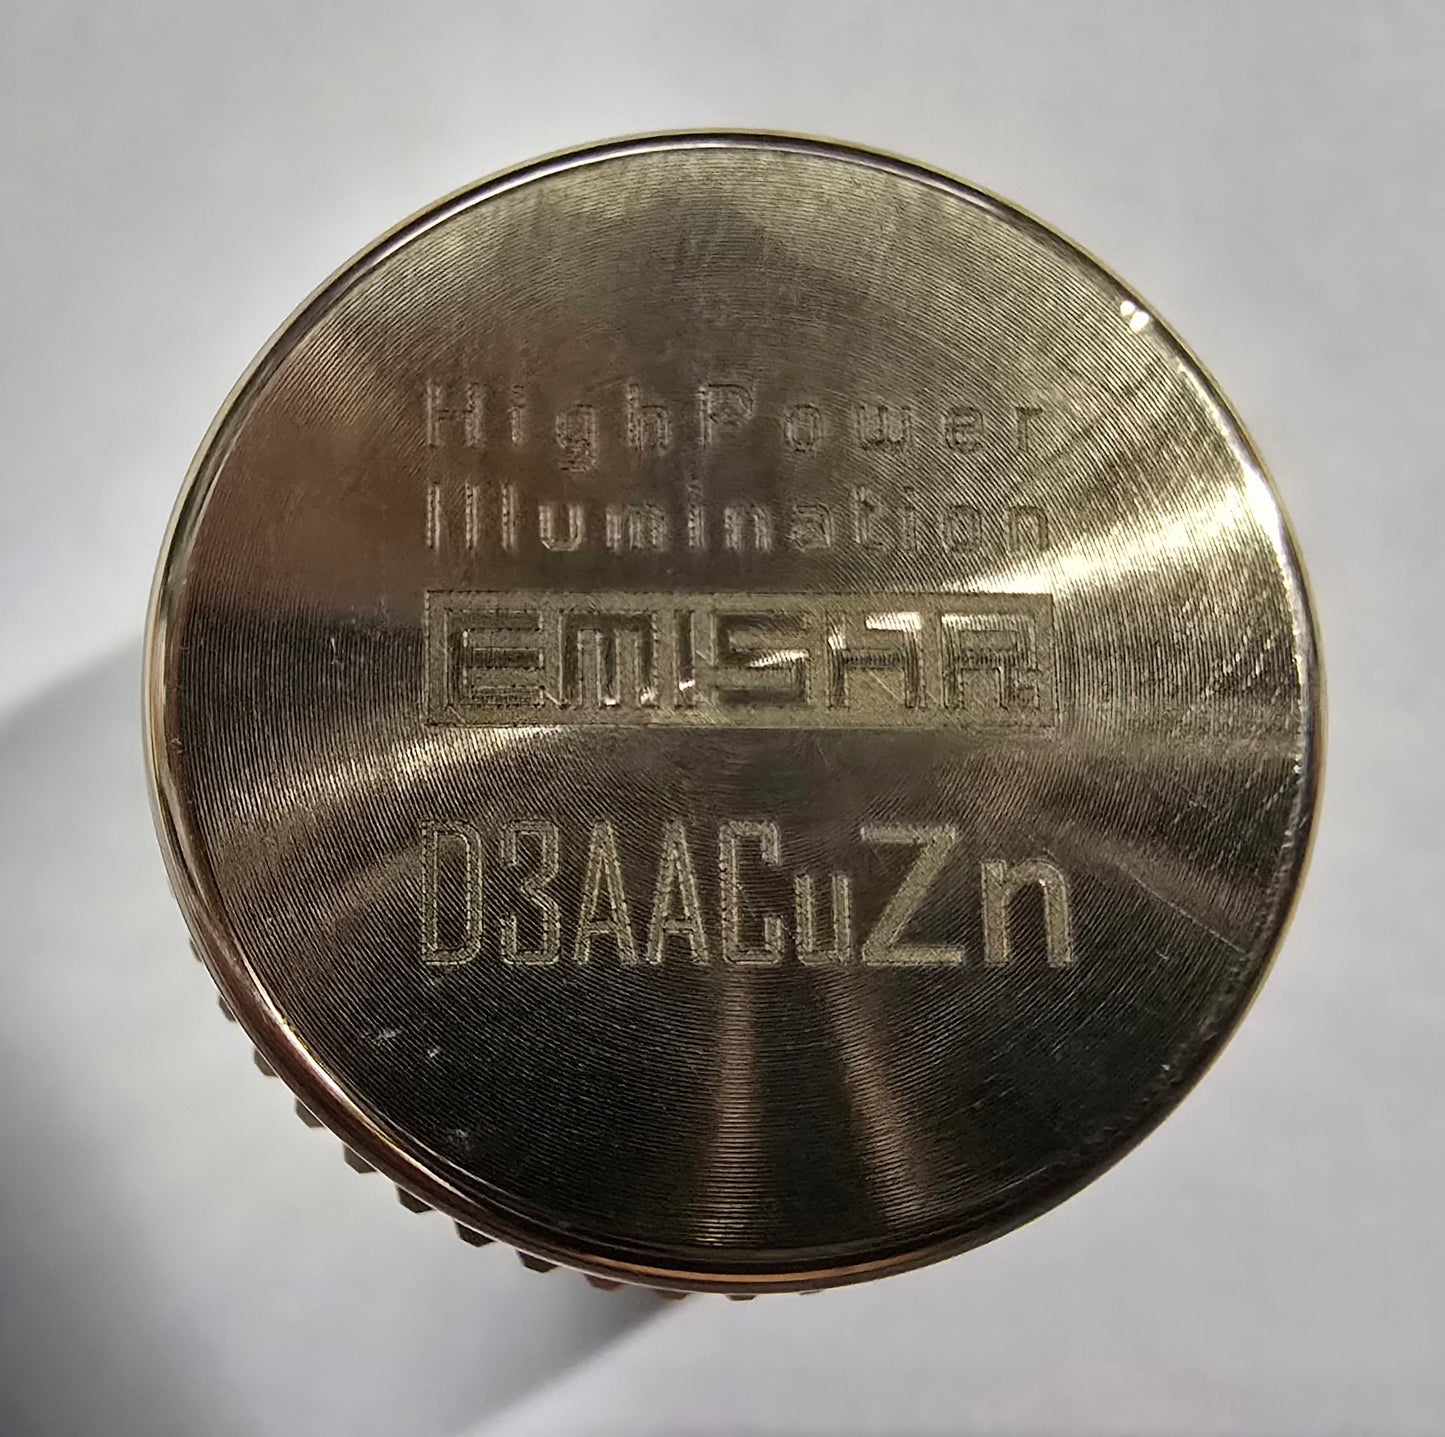 HighPower
Illumination
EMISAR
D3AACuZn